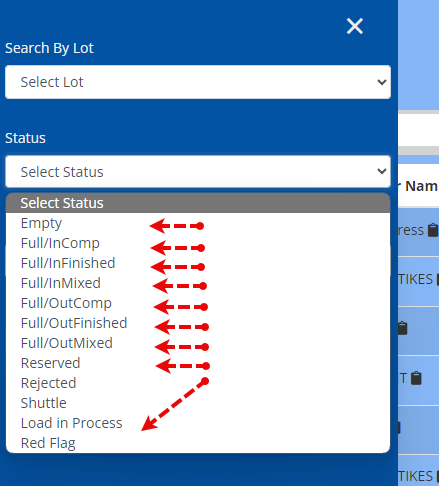 Search By Lot
Select Lot
Status
Select Status
Select Status
Empty
Full/InComp
Full/InFinished
Full/InMixed
Full/OutComp
Full/OutFinished
Full/OutMixed
Reserved
Rejected
Shuttle
Load in Process
Red Flag
r Nam
ress
TIKES
T
TIKES